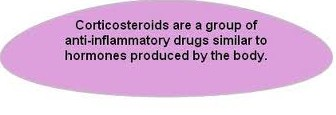 Corticosteroids are a group of
anti-inflammatory drugs similar to
hormones produced by the body.